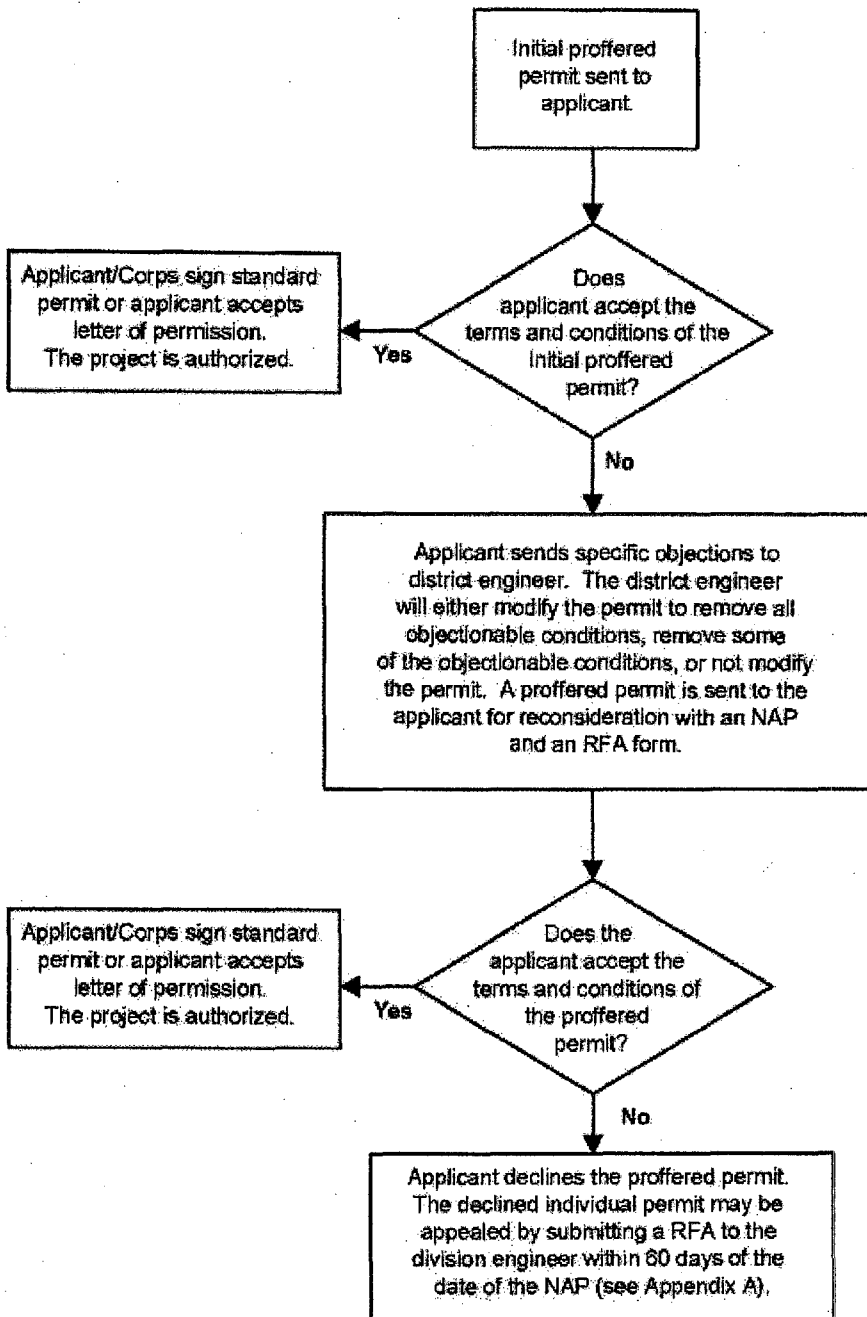 Initial proffered
permit sent to
applicant.
Does
applicant accept the
terms and conditions of the
initial proffered
permit?
Yes
Applicant/Corps sign standard
permit or applicant accepts
letter of permission.
The project is authorized.
No
Applicant sends specific objections to
district engineer. The district engineer
will either modify the permit to remove all
objectionable conditions, remove some
of the objectionable conditions, or not modify
the permit. A proffered permit is sent to the
applicant for reconsideration with an NAP
and an RFA form.
Does the
applicant accept the
terms and conditions of
the proffered
permit?
Yes
Applicant/Corps sign standard
permit or applicant accepts
letter of permission.
The project is authorized.
No
Applicant declines the proffered permit.
The declined individual permit may be
appealed by submitting a RFA to the
division engineer within 60 days of the
date of the NAP (see Appendix A).